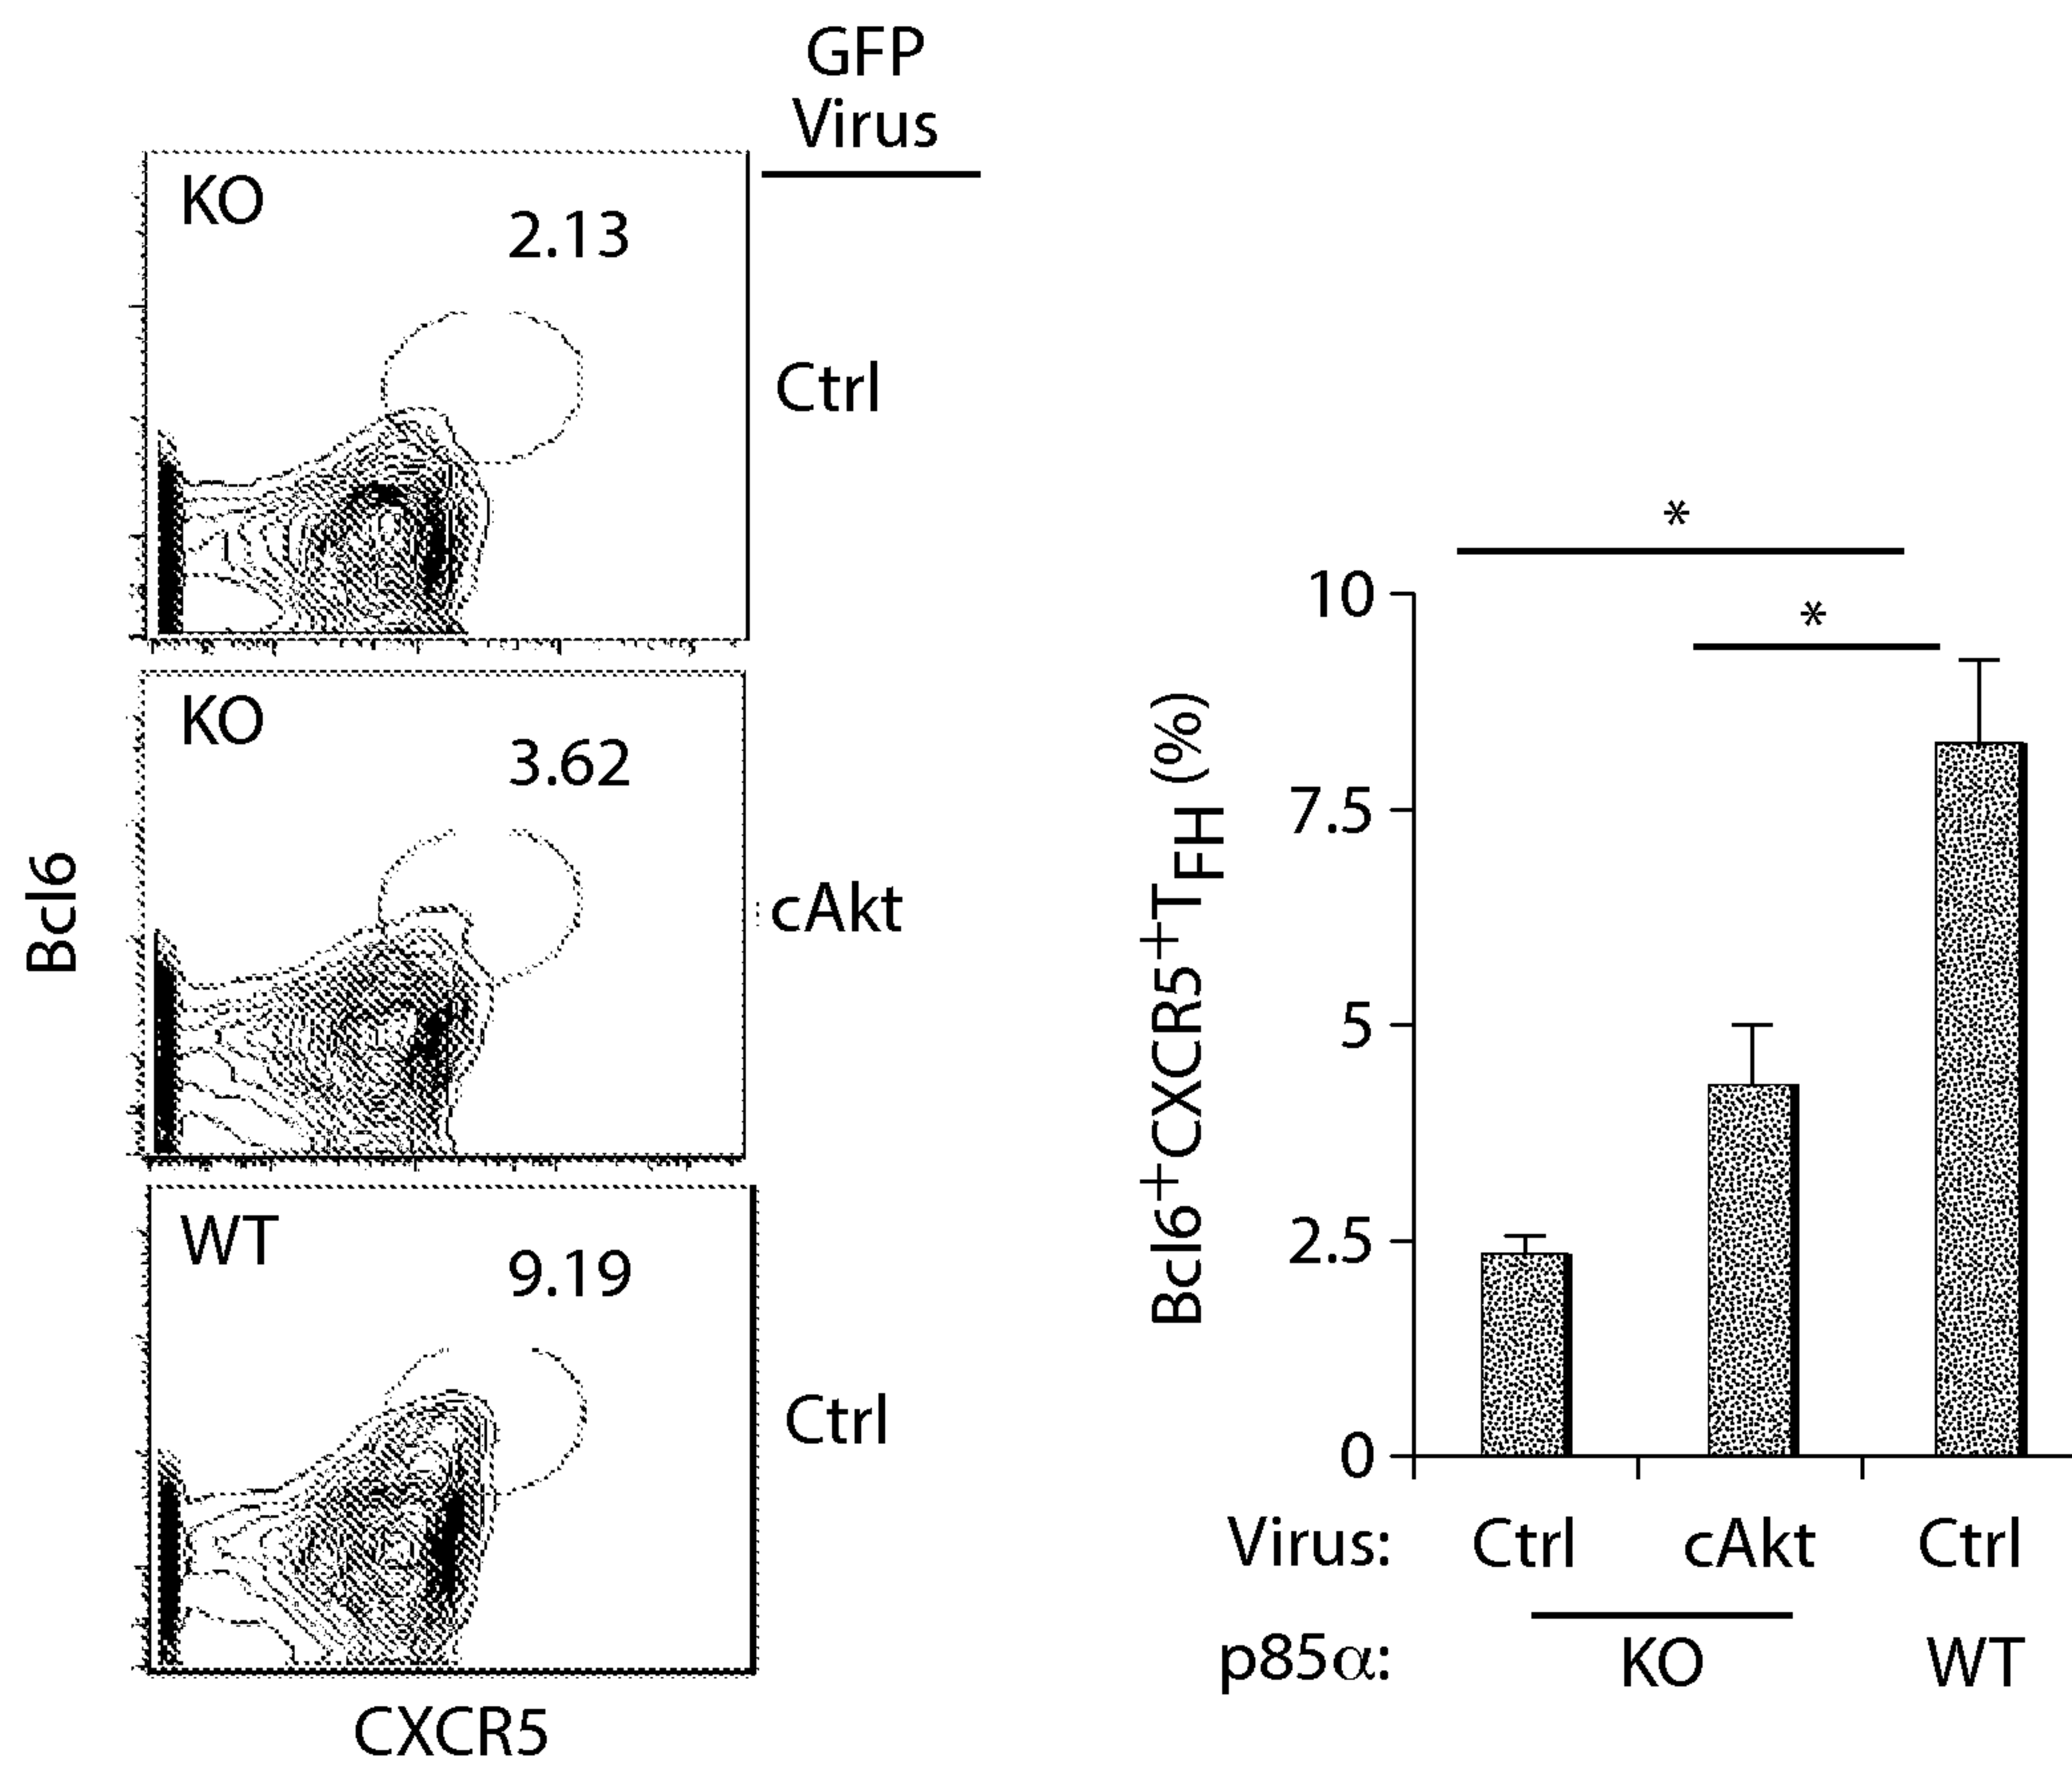 GFP
Virus
KO
2.13
Ctrl
KO
3.62
cAkt
WT
9.19
Ctrl
Bcl6
CXCR5
*
*
10
7.5
5
2.5
0
Bcl6+CXCR5+TFH (%)
Virus: Ctrl cAkt Ctrl
p85α: KO WT